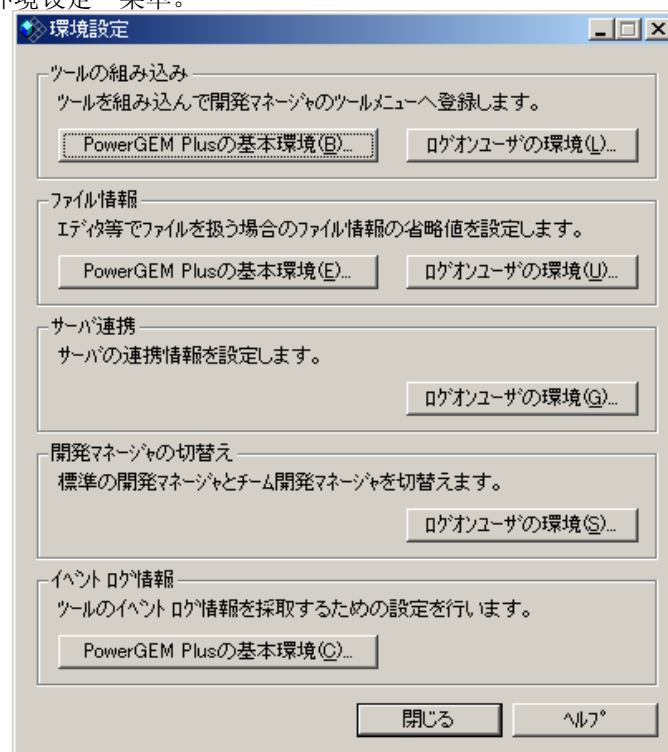 环境设定”菜单。
環境設定
ツールの組み込み
ツールを組み込んで開発マネージャのツールメニューへ登録します。
PowerGEM Plusの基本環境(B)... ログオンユーザの環境(L)...
ファイル情報
エディタ等でファイルを扱う場合のファイル情報の省略値を設定します。
PowerGEM Plusの基本環境(E)... ログオンユーザの環境(U)...
サーバ連携
サーバの連携情報を設定します。
ログオンユーザの環境(G)...
開発マネージャの切替え
標準の開発マネージャとチーム開発マネージャを切替えます。
ログオンユーザの環境(S)...
イベント ログ情報
ツールのイベント ログ情報を採取するための設定を行います。
PowerGEM Plusの基本環境(C)...
閉じる ヘルプ